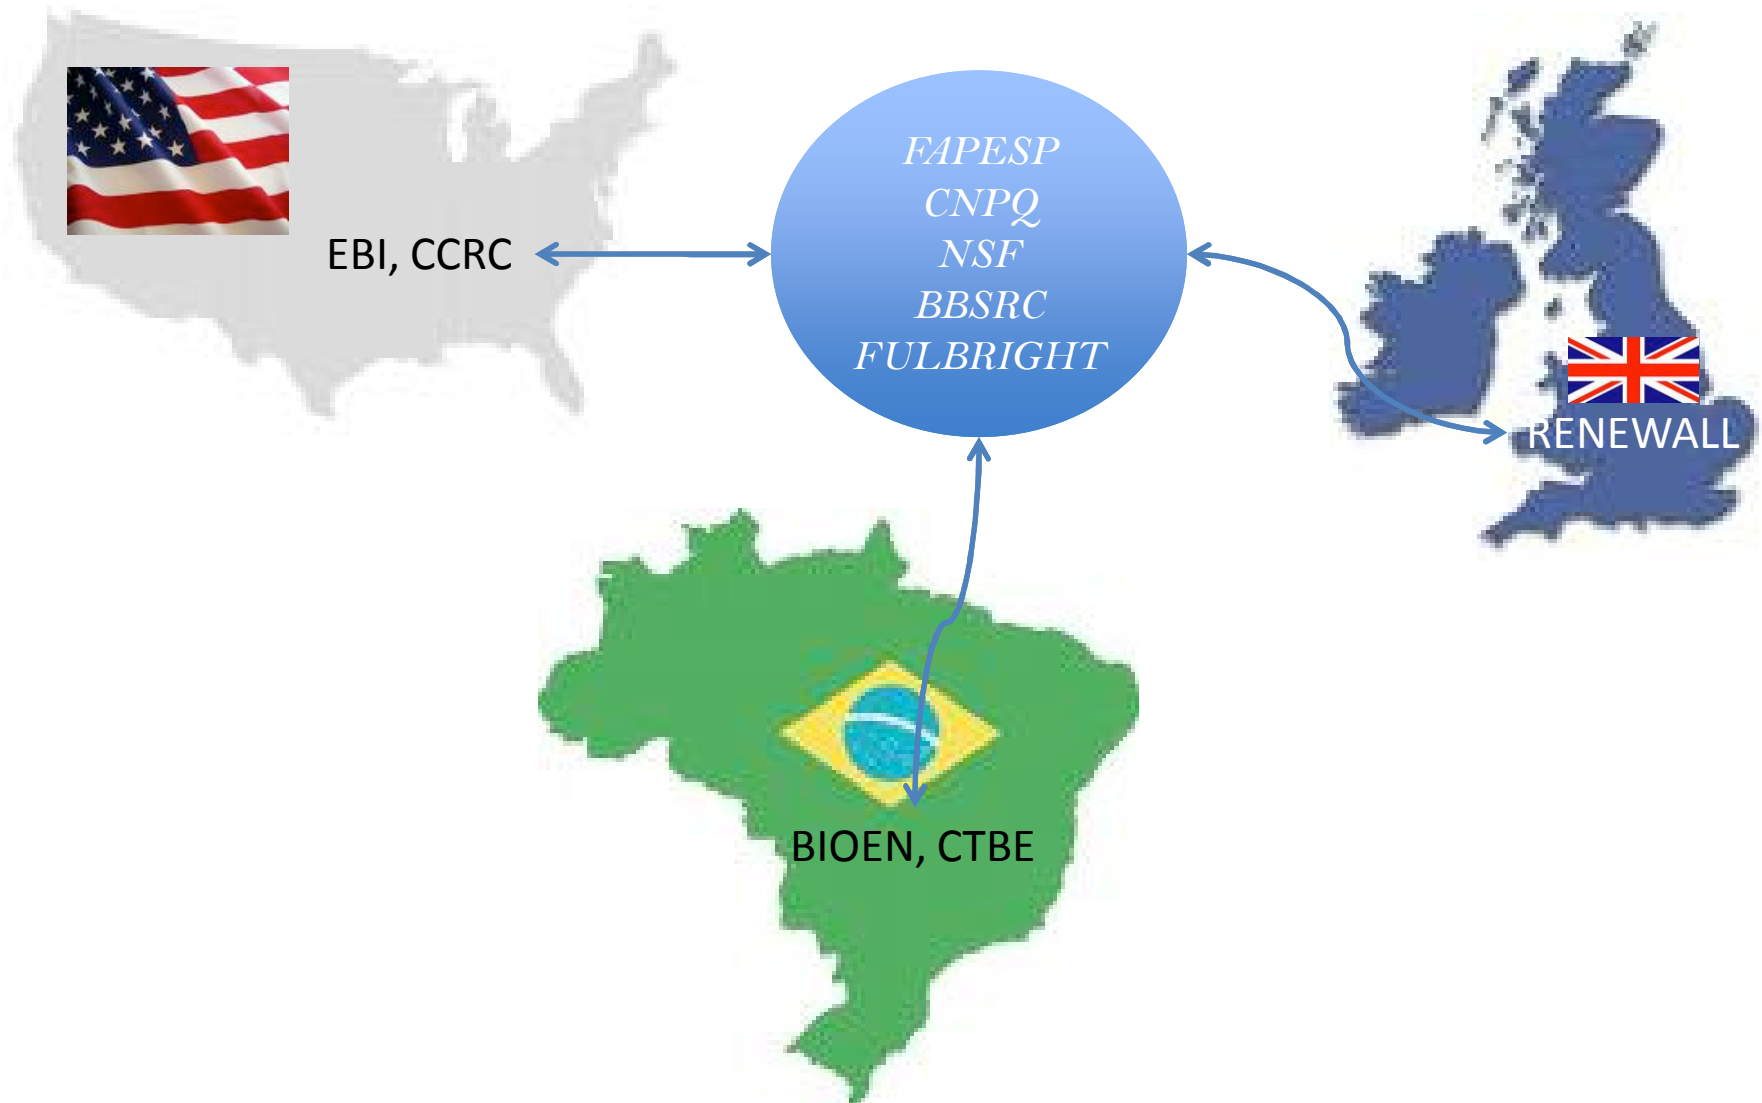 FAPESP
CNPQ
NSF
BBSRC
FULBRIGHT
EBI, CCRC
RENEWALL
BIOEN, CTBE